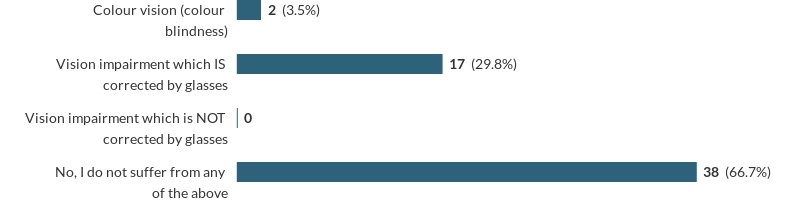 Colour vision (colour 2 (3.5%)
blindness)
Vision impairment which IS 17 (29.8%)
corrected by glasses
Vision impairment which is NOT 0
corrected by glasses
No, I do not suffer from any 38 (66.7%)
of the above